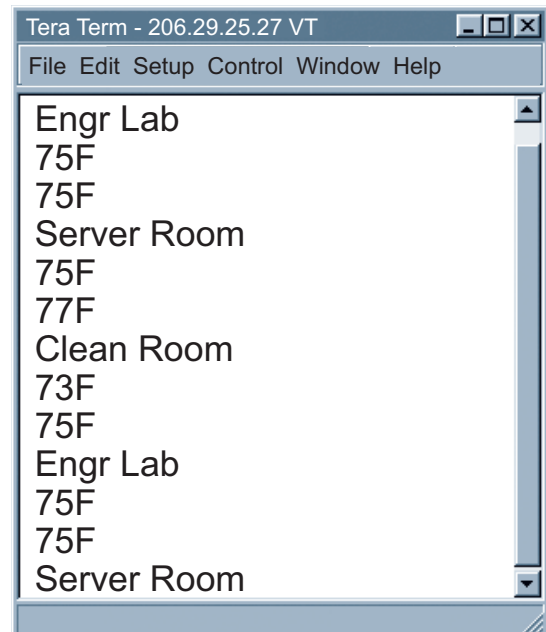 Tera Term - 206.29.25.27 VT
File Edit Setup Control Window Help
Engr Lab
75F
75F
Server Room
75F
77F
Clean Room
73F
75F
Engr Lab
75F
75F
Server Room